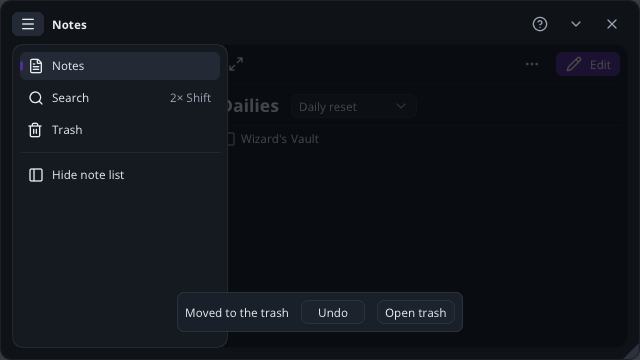 Notes
Notes
Search 2× Shift
Trash
Hide note list
Edit
Dailies Daily reset
Wizard's Vault
Moved to the trash Undo Open trash